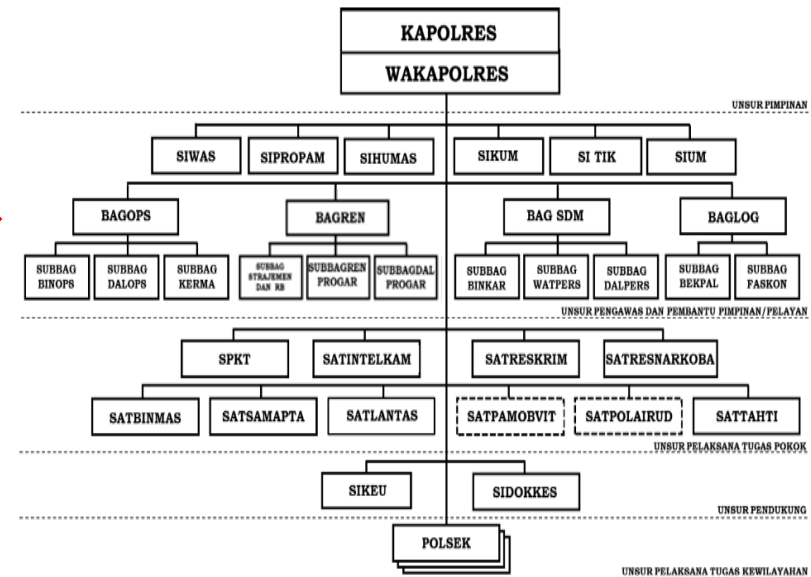 KAPOLRES
WAKAPOLRES
UNSUR PIMPINAN
SIWAS
SIPROPAM
SIHUMAS
SIKUM
SI TIK
SIUM
BAGOPS
BAGREN
BAG SDM
BAGLOG
SUBBAG
BINOPS
SUBBAG
DALOPS
SUBBAG
KERMA
SUBBAG
STRAJEMEN
DAN RB
SUBBAGREN
PROGAR
SUBBAGDAL
PROGAR
SUBBAG
BINKAR
SUBBAG
WATPERS
SUBBAG
DALPERS
SUBBAG
BEKPAL
SUBBAG
FASKON
UNSUR PENGAWAS DAN PEMBANTU PIMPINAN/PELAYAN
SPKT
SATINTELKAM
SATRESKRIM
SATRESNARKOBA
SATBINMAS
SATSAMAPTA
SATLANTAS
SATPAMOBVIT
SATPOLAIRUD
SATTAHTI
UNSUR PELAKSANA TUGAS POKOK
SIKEU
SIDOKKES
UNSUR PENDUKUNG
POLSEK
UNSUR PELAKSANA TUGAS KEWILAYAHAN